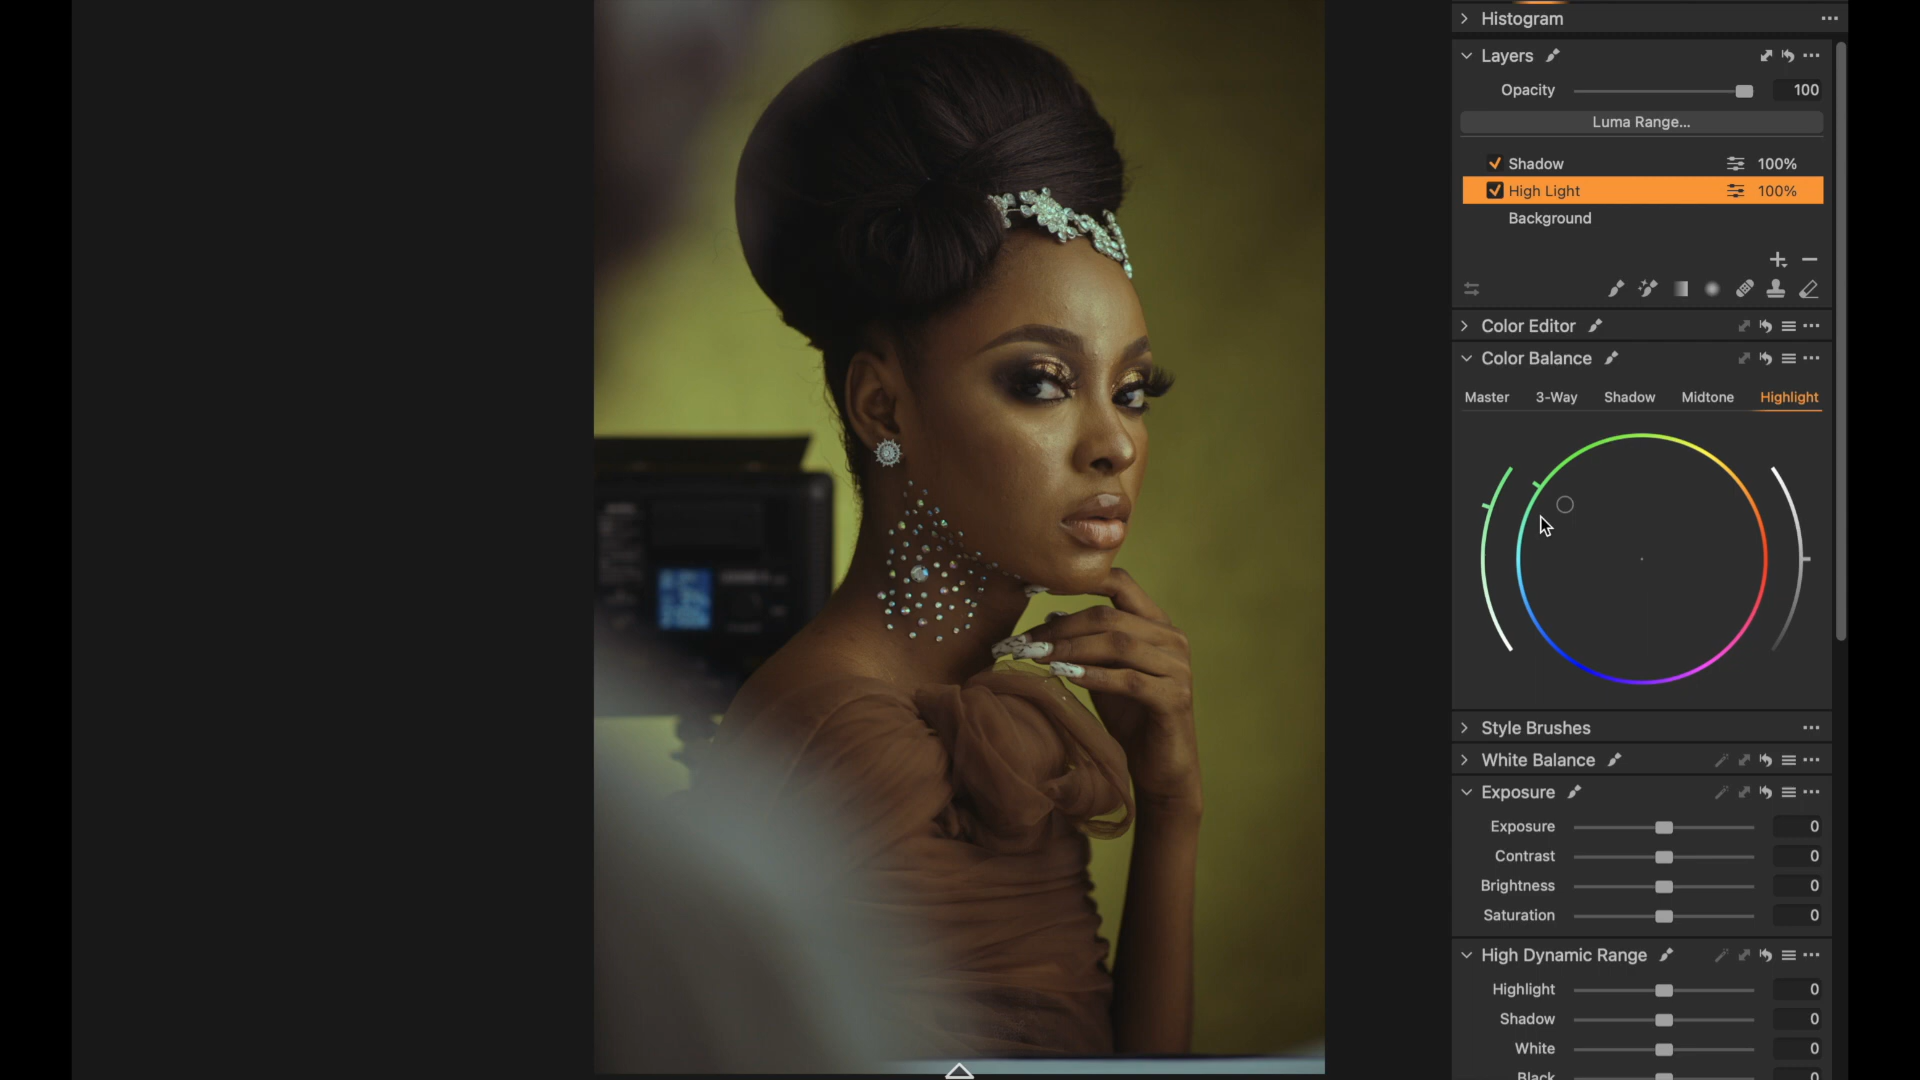 Histogram
Layers
Opacity 100
Luma Range...
Shadow 100%
High Light 100%
Background
Color Editor
Color Balance
Master 3-Way Shadow Midtone Highlight
Style Brushes
White Balance
Exposure
Exposure 0
Contrast 0
Brightness 0
Saturation 0
High Dynamic Range
Highlight 0
Shadow 0
White 0
Black 0